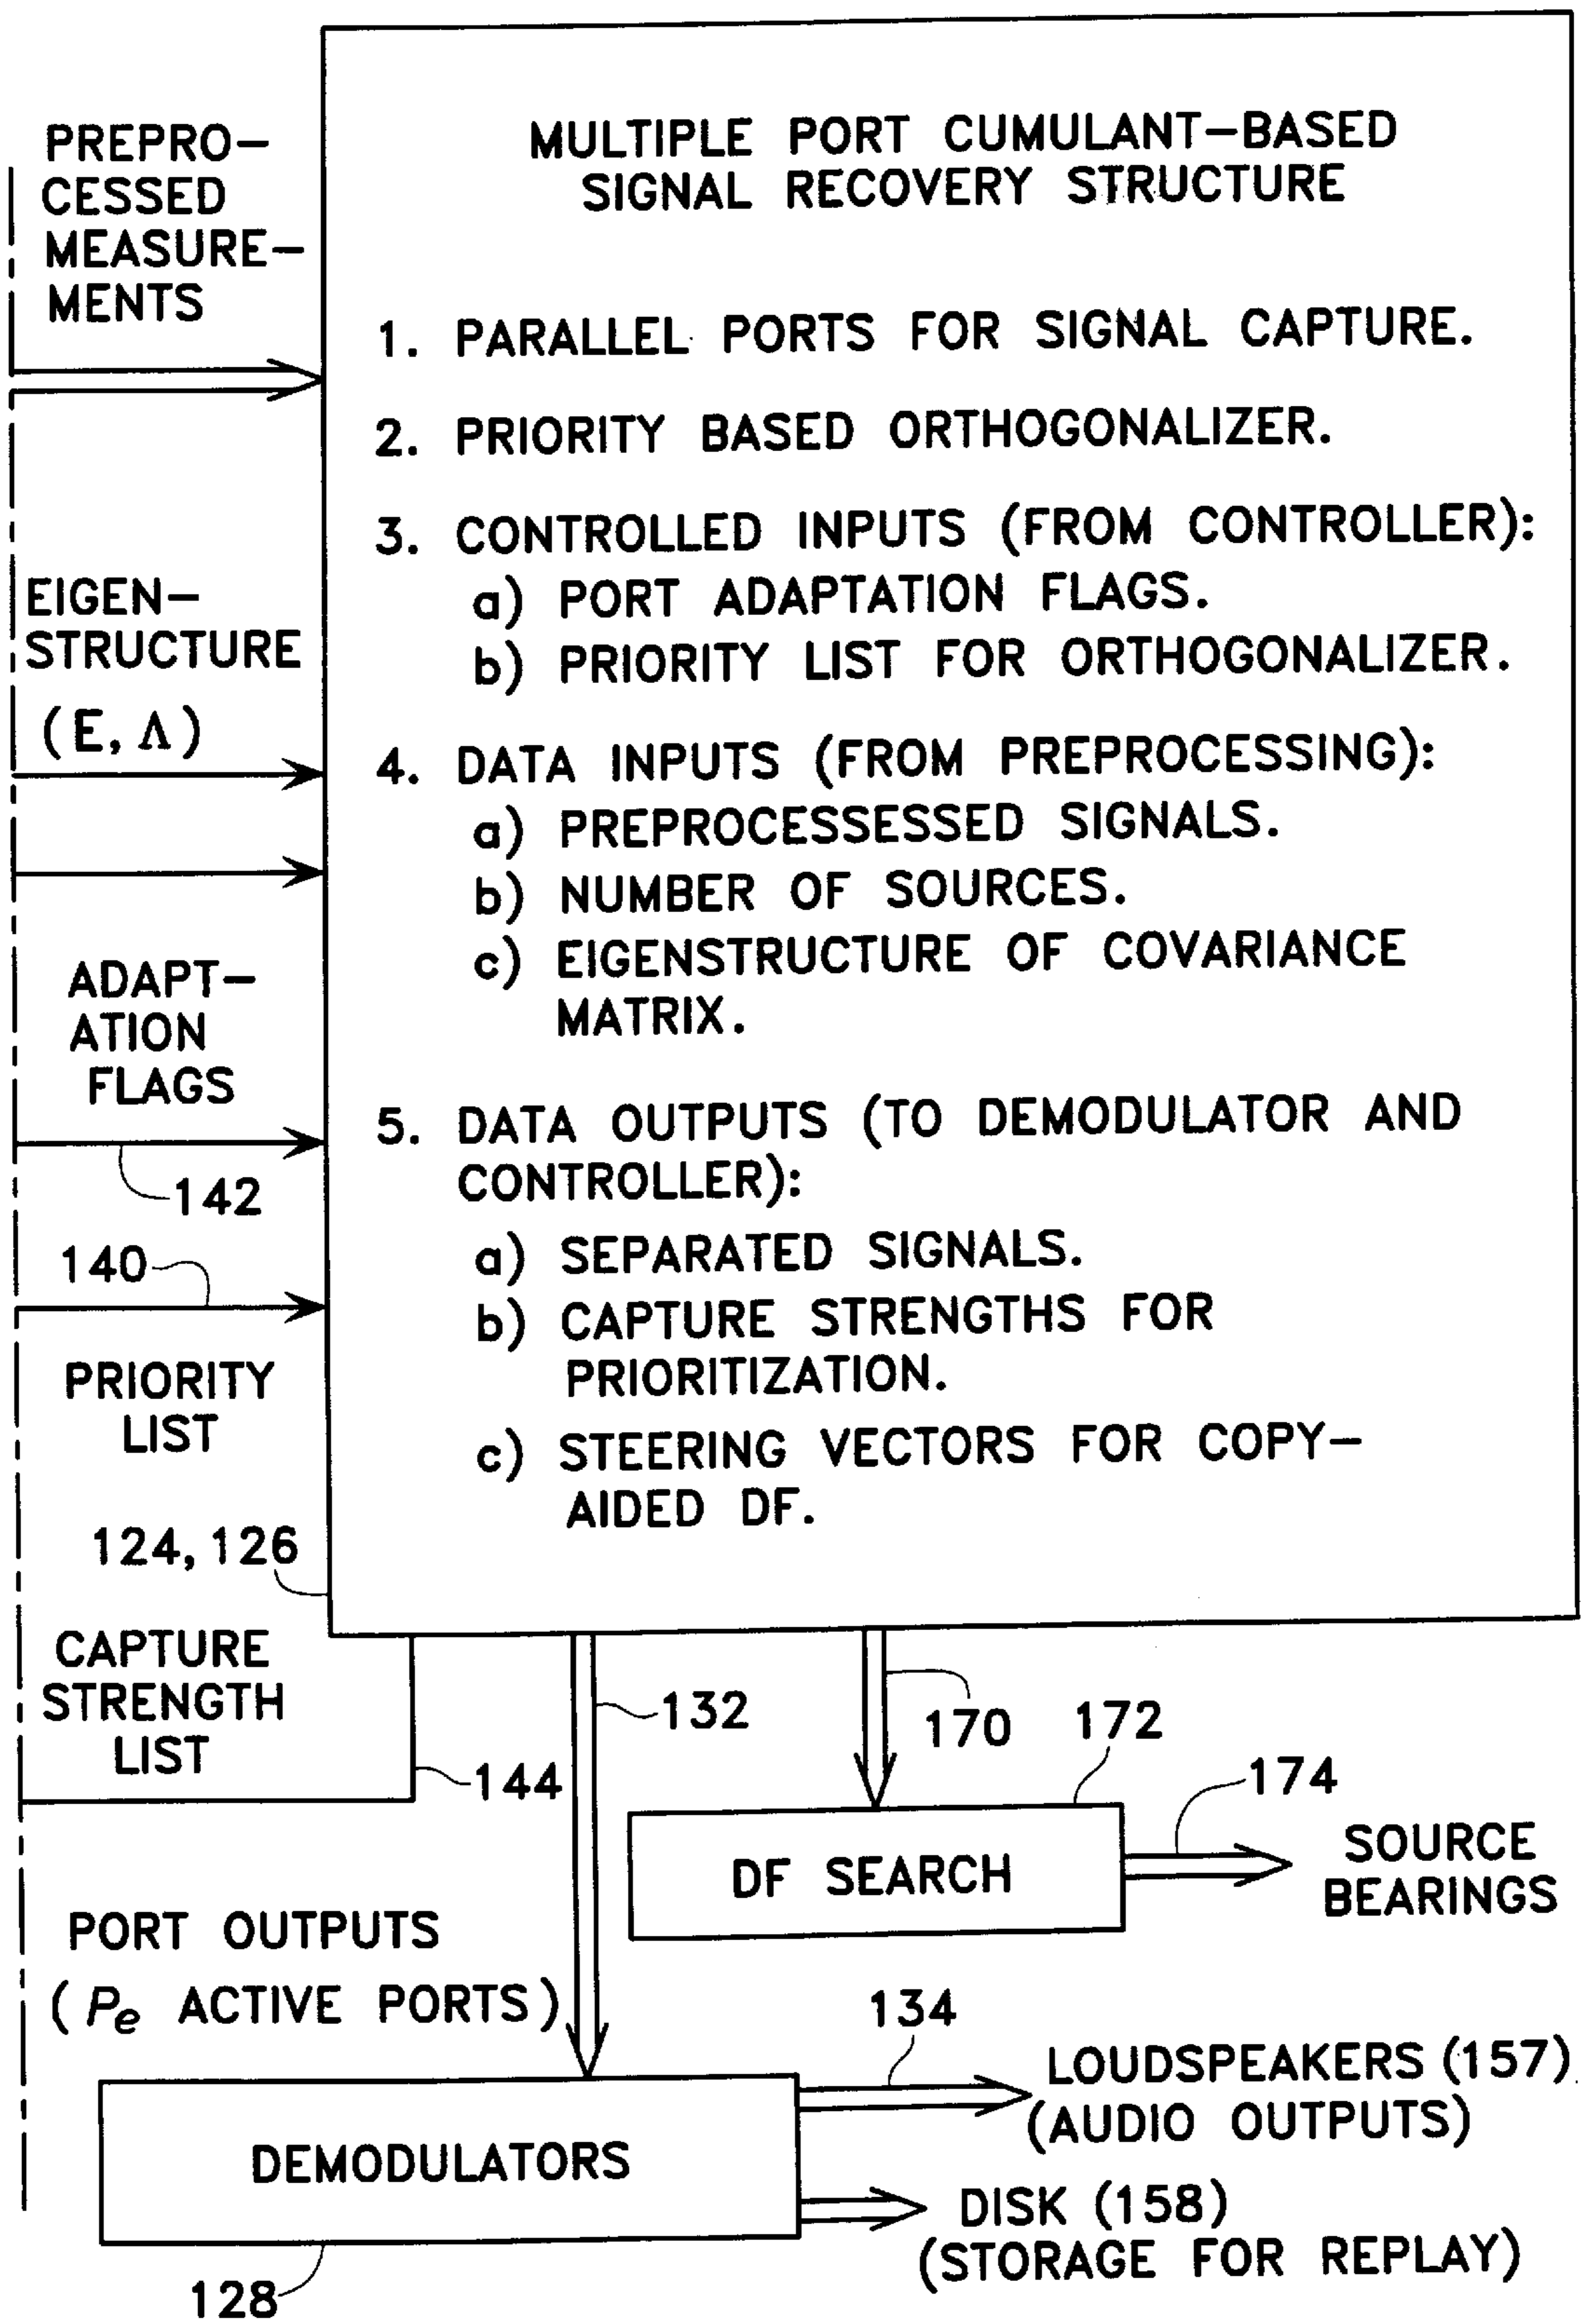 PREPRO–
CESSED
MEASURE–
MENTS
EIGEN–
STRUCTURE
(E, Λ)
ADAPT–
ATION
FLAGS
142
140
PRIORITY
LIST
124, 126
CAPTURE
STRENGTH
LIST
144
MULTIPLE PORT CUMULANT–BASED
SIGNAL RECOVERY STRUCTURE
1. PARALLEL PORTS FOR SIGNAL CAPTURE.
2. PRIORITY BASED ORTHOGONALIZER.
3. CONTROLLED INPUTS (FROM CONTROLLER):
a) PORT ADAPTATION FLAGS.
b) PRIORITY LIST FOR ORTHOGONALIZER.
4. DATA INPUTS (FROM PREPROCESSING):
a) PREPROCESSESSED SIGNALS.
b) NUMBER OF SOURCES.
c) EIGENSTRUCTURE OF COVARIANCE
MATRIX.
5. DATA OUTPUTS (TO DEMODULATOR AND
CONTROLLER):
a) SEPARATED SIGNALS.
b) CAPTURE STRENGTHS FOR
PRIORITIZATION.
c) STEERING VECTORS FOR COPY–
AIDED DF.
132
170
172
174
DF SEARCH
SOURCE
BEARINGS
PORT OUTPUTS
(Pe ACTIVE PORTS)
134
LOUDSPEAKERS (157)
(AUDIO OUTPUTS)
DEMODULATORS
DISK (158)
(STORAGE FOR REPLAY)
128